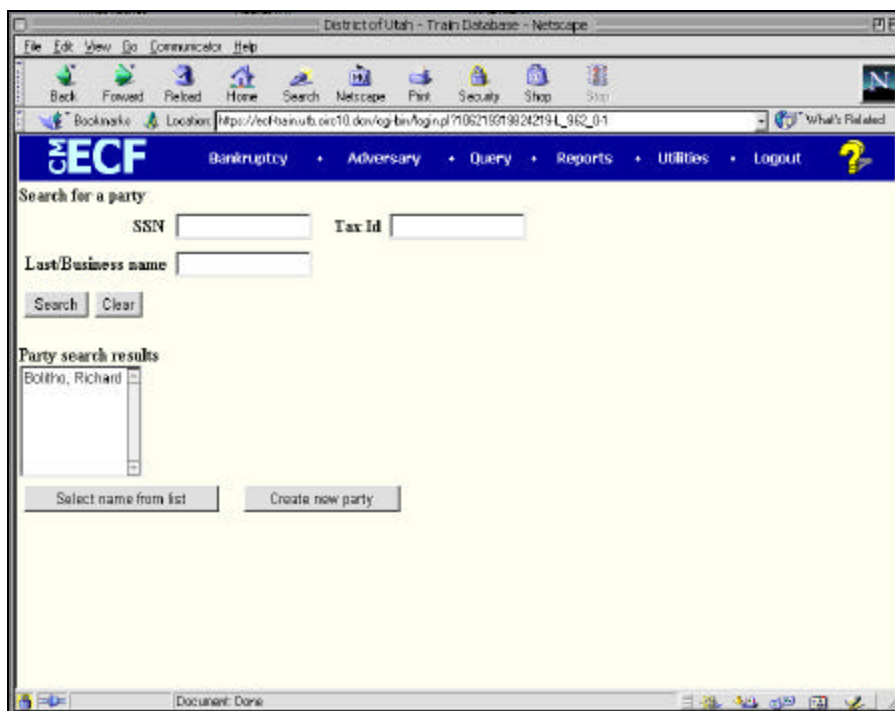 District of Utah - Train Database - Netscape
File Edit View Go Communicator Help
Back Forward Reload Home Search Netscape Print Security Shop Stop
N
Bookmarks Location: What's Related
CM ECF Bankruptcy • Adversary • Query • Reports • Utilities • Logout ?
Search for a party
SSN Tax Id
Last/Business name
Search Clear
Party search results
Bolitho, Richard
Select name from list Create new party
Document: Done